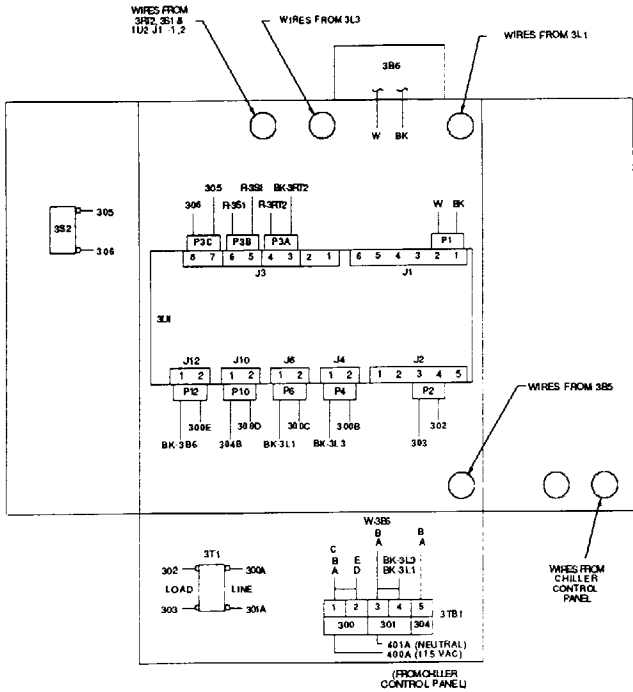 WIRES FROM
3RT2, 3S1 &
1U2 J1 -1,2
WIRES FROM 3L3
WIRES FROM 3L1
3B6
W BK
305
306
3S2
306 305 R-3S1 R-3S1 R-3RT2 BK-3RT2
P3C P3B P3A
8 7 6 5 4 3 2 1
J3
W BK
P1
6 5 4 3 2 1
J1
3U1
J12 J10 J6 J4 J2
1 2 1 2 1 2 1 2 1 2 3 4 5
P12 P10 P6 P4 P2
300E 300D 300C 300B 302
BK-3B6 304B BK-3L1 BK-3L3 303
WIRES FROM 3B5
WIRES FROM
CHILLER
CONTROL
PANEL
3T1
302 300A
LOAD LINE
303 301A
W-3B6
C
B
A
E
D
B
A
BK-3L3
BK-3L1
B
A
1 2 3 4 5
3TB1
300 301 304
401A (NEUTRAL)
400A (115 VAC)
(FROM CHILLER
CONTROL PANEL)